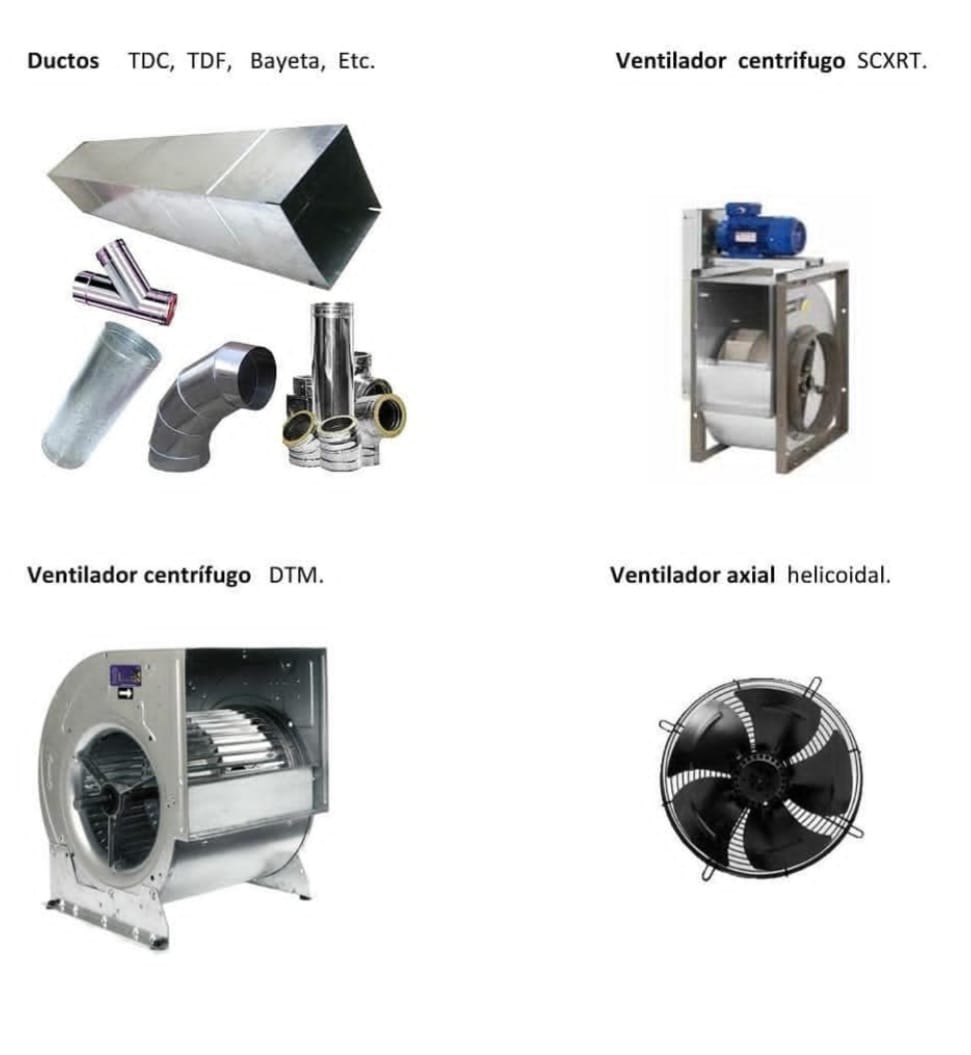 Ductos TDC, TDF, Bayeta, Etc.
Ventilador centrifugo SCXRT.
Ventilador centrífugo DTM.
Ventilador axial helicoidal.